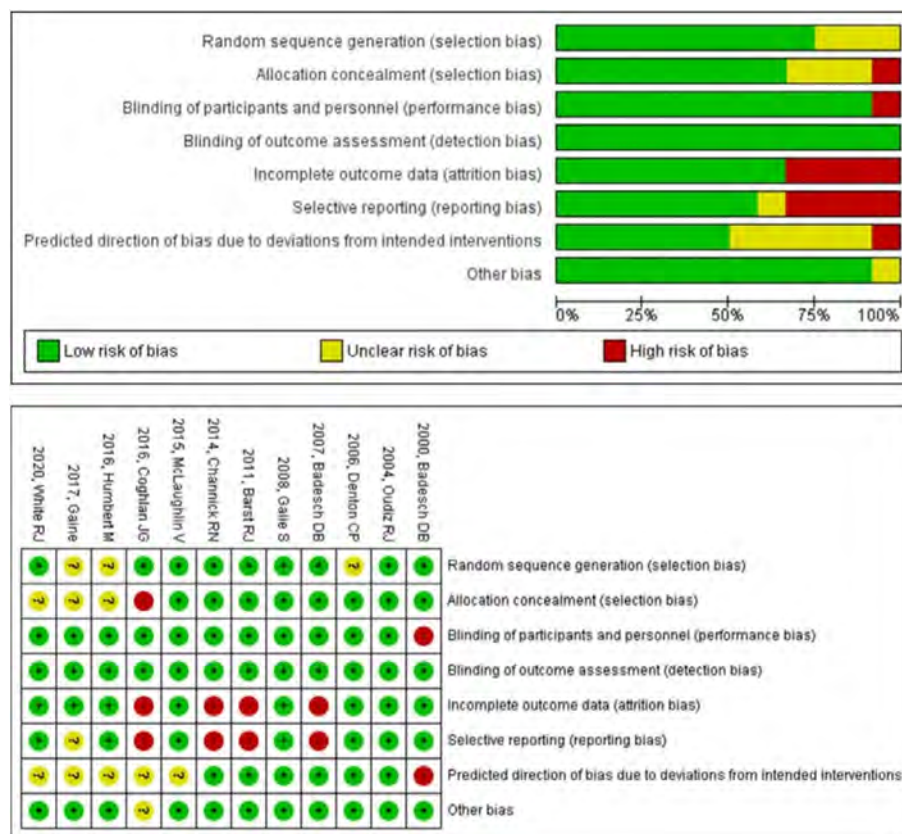 Random sequence generation (selection bias)
Allocation concealment (selection bias)
Blinding of participants and personnel (performance bias)
Blinding of outcome assessment (detection bias)
Incomplete outcome data (attrition bias)
Selective reporting (reporting bias)
Predicted direction of bias due to deviations from intended interventions
Other bias
0% 25% 50% 75% 100%
Low risk of bias Unclear risk of bias High risk of bias
2020, White RJ
2017, Gaine
2016, Humbert M
2016, Coghlan JG
2015, McLaughlin V
2014, Channick RN
2011, Barst RJ
2008, Galie S
2007, Badesch DB
2006, Denton CP
2004, Oudiz RJ
2000, Badesch DB
+ ? ? + + + + + + ? + + Random sequence generation (selection bias)
? ? ? + + + + + + + + Allocation concealment (selection bias)
+ + + + + + + + + + + Blinding of participants and personnel (performance bias)
+ + + + + + + + + + + + Blinding of outcome assessment (detection bias)
+ + + + + + + + Incomplete outcome data (attrition bias)
+ ? + + + + + + Selective reporting (reporting bias)
? ? ? ? ? + + + + + + Predicted direction of bias due to deviations from intended interventions
+ + + ? + + + + + + + + Other bias